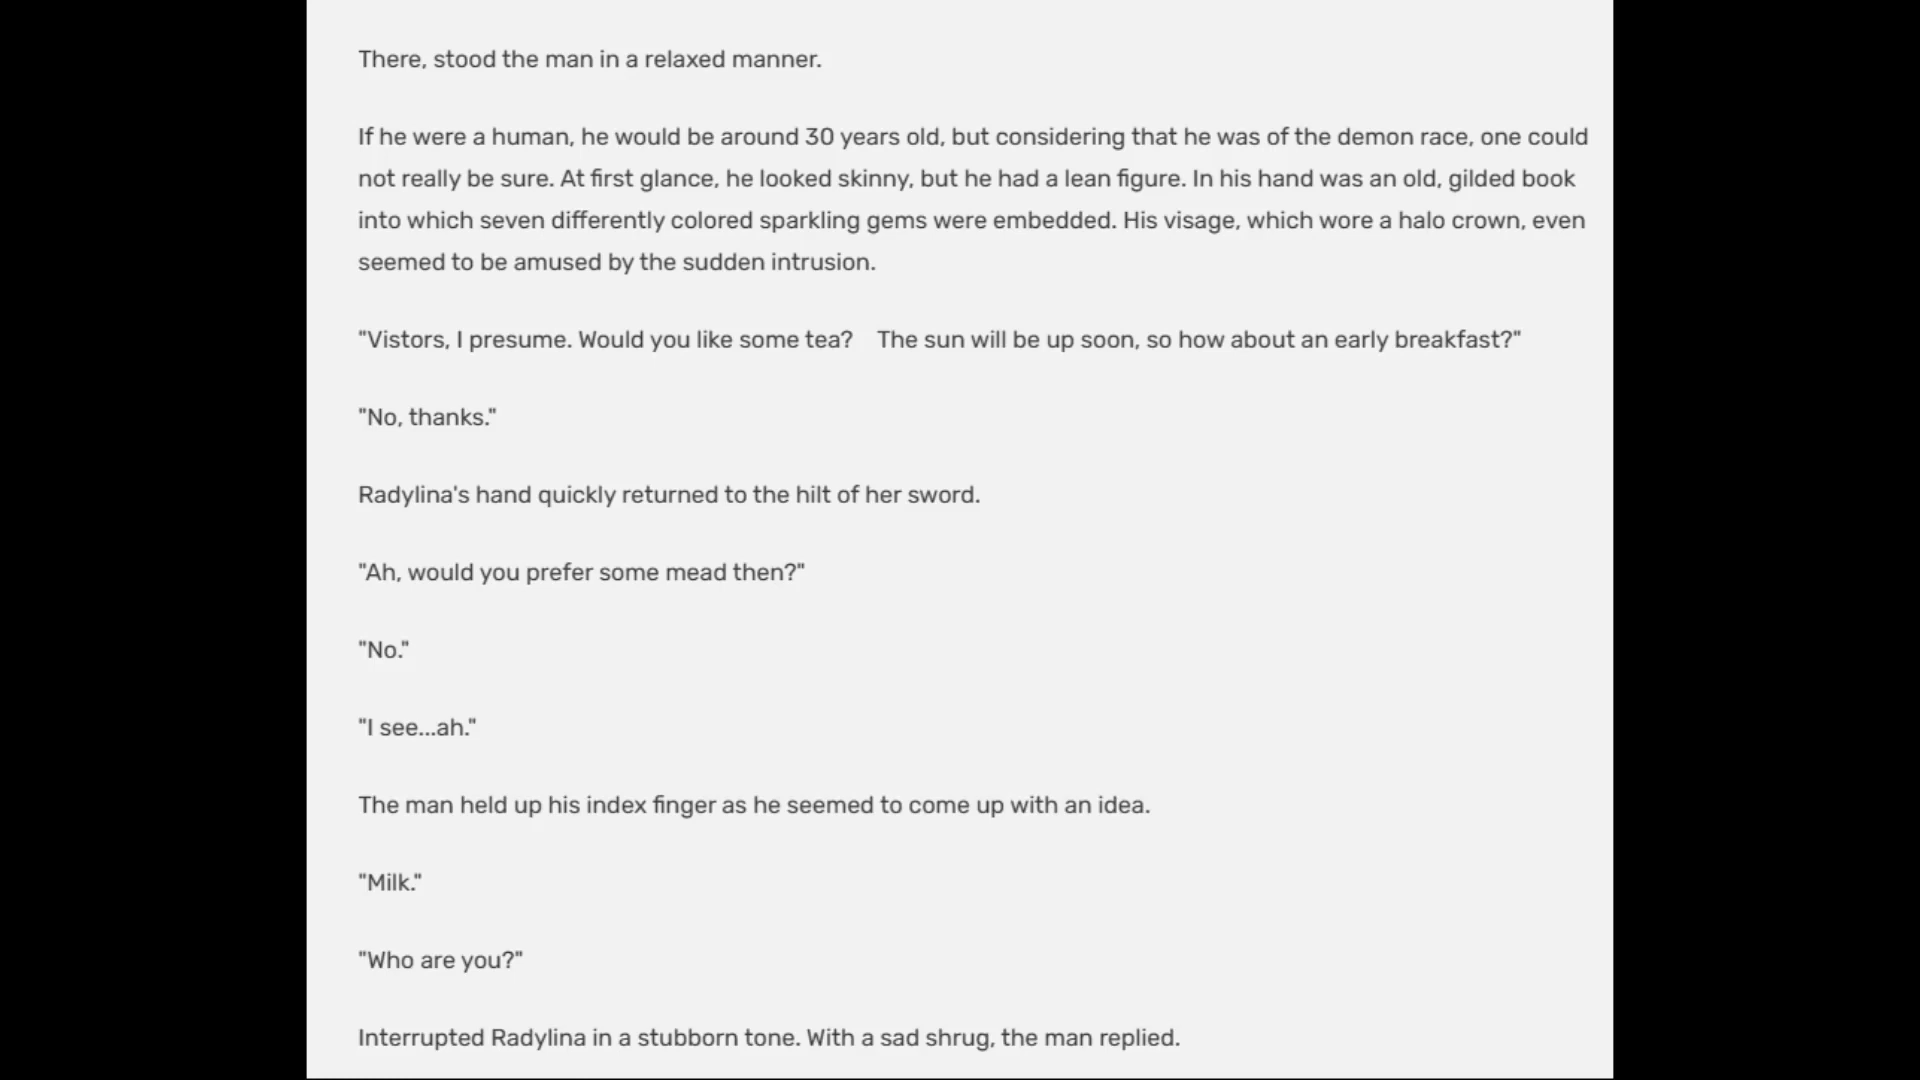 There, stood the man in a relaxed manner.
If he were a human, he would be around 30 years old, but considering that he was of the demon race, one could
not really be sure. At first glance, he looked skinny, but he had a lean figure. In his hand was an old, gilded book
into which seven differently colored sparkling gems were embedded. His visage, which wore a halo crown, even
seemed to be amused by the sudden intrusion.
"Vistors, I presume. Would you like some tea?　The sun will be up soon, so how about an early breakfast?"
"No, thanks."
Radylina's hand quickly returned to the hilt of her sword.
"Ah, would you prefer some mead then?"
"No."
"I see...ah."
The man held up his index finger as he seemed to come up with an idea.
"Milk."
"Who are you?"
Interrupted Radylina in a stubborn tone. With a sad shrug, the man replied.